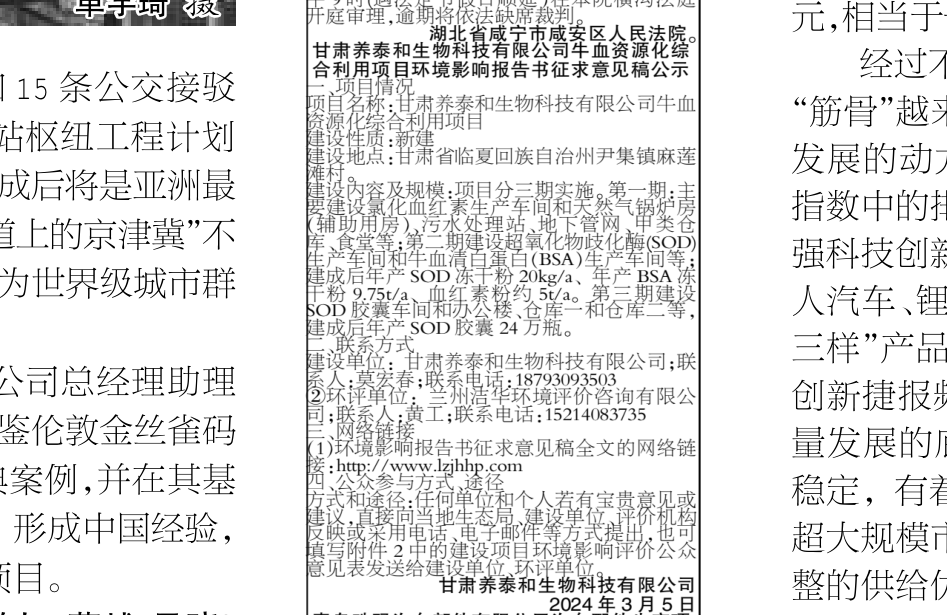 单宇琦 摄
15 条公交接驳
站枢纽工程计划
成后将是亚洲最
道上的京津冀”不
为世界级城市群
公司总经理助理
鉴伦敦金丝雀码
典案例,并在其基
形成中国经验,
项目。
开庭审理,逾期将依法缺席裁判。
湖北省咸宁市咸安区人民法院。
甘肃养泰和生物科技有限公司牛血资源化综
合利用项目环境影响报告书征求意见稿公示
一、项目情况
项目名称:甘肃养泰和生物科技有限公司牛血
资源化综合利用项目
建设性质:新建
建设地点:甘肃省临夏回族自治州尹集镇麻莲
滩村。
建设内容及规模:项目分三期实施。第一期:主
要建设氯化血红素生产车间和天然气锅炉房
(辅助用房)、污水处理站、地下管网、甲类仓
库、食堂等;第二期建设超氧化物歧化酶(SOD)
生产车间和牛血清白蛋白(BSA)生产车间等;
建成后年产 SOD 冻干粉 20kg/a、年产 BSA 冻
干粉 9.75t/a、血红素粉约 5t/a。第三期建设
SOD 胶囊车间和办公楼、仓库一和仓库二等,
建成后年产 SOD 胶囊 24 万瓶。
二、联系方式
建设单位: 甘肃养泰和生物科技有限公司;联
系人:莫宏春;联系电话:18793093503
②环评单位: 兰州洁华环境评价咨询有限公
司;联系人:黄工;联系电话:15214083735
三、网络链接
(1)环境影响报告书征求意见稿全文的网络链
接:http://www.lzjhhp.com
四、公众参与方式、途径
方式和途径:任何单位和个人若有宝贵意见或
建议,直接向当地生态局、建设单位、评价机构
反映或采用电话、电子邮件等方式提出,也可
填写附件 2 中的建设项目环境影响评价公众
意见表发送给建设单位、环评单位。
甘肃养泰和生物科技有限公司
2024 年 3 月 5 日
元,相当于
经过不
“筋骨”越来
发展的动力
指数中的排
强科技创新
人汽车、锂
三样”产品
创新捷报频
量发展的底
稳定, 有着
超大规模市
整的供给优